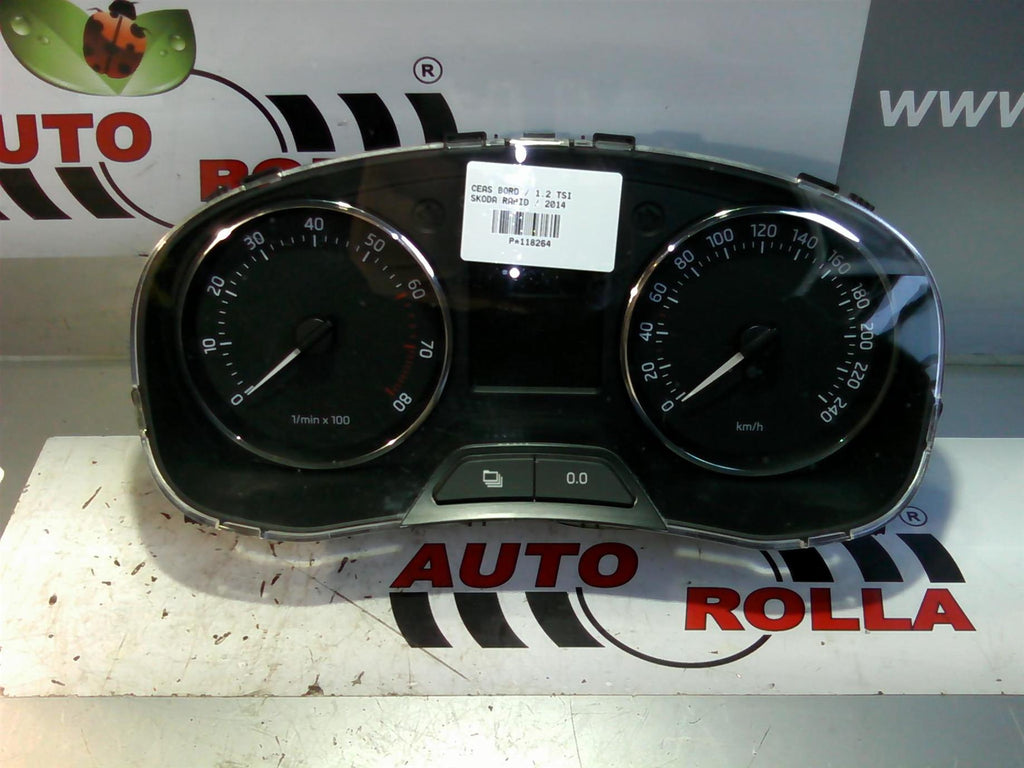 ®
AUTO
ROLLA
www.
CEAS BORD / 1.2 TSI
SKODA RAPID / 2014
P*118264
0 10 20 30 40 50 60 70 80
1/min x 100
0 20 40 60 80 100 120 140 160 180 200 220 240
km/h
0.0
®
AUTO
ROLLA